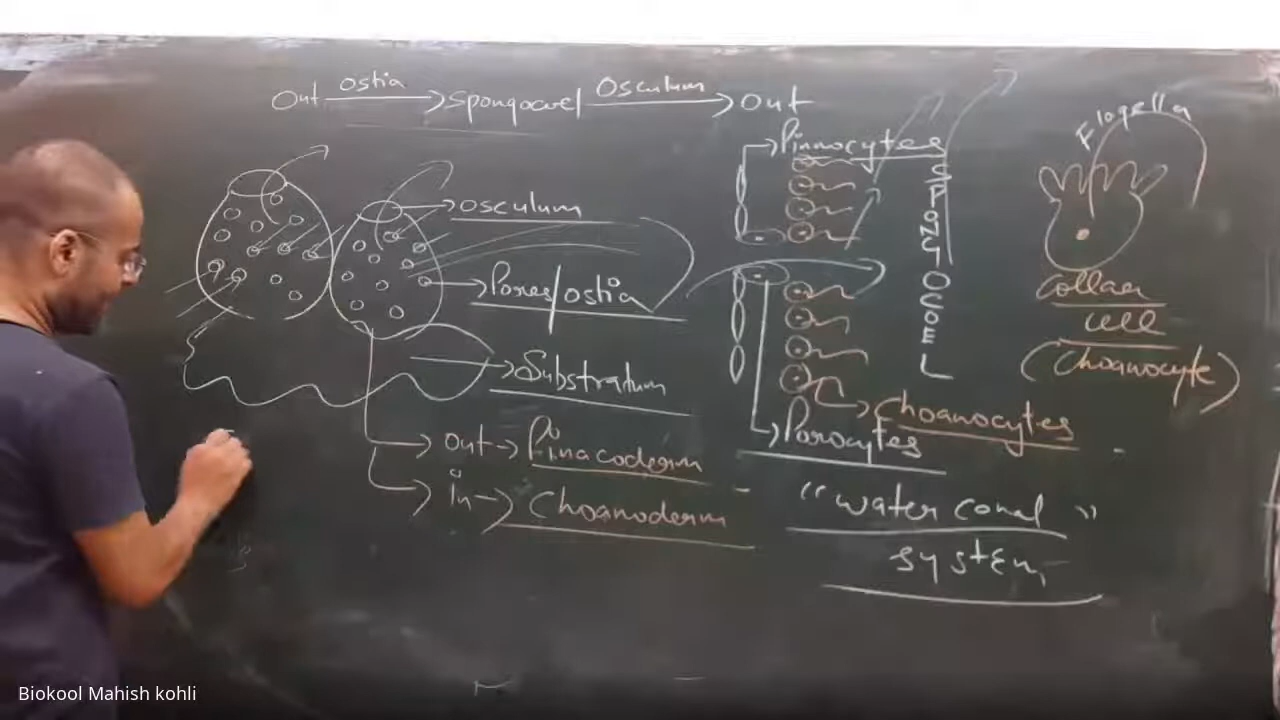 Out ostia → Spongocoel Osculum → Out
→ Pinnocytes
→ osculum
→ Pores/ostia
→ Substratum
Out → Pinacoderm
In → Choanoderm
SPONGOCOEL
→ Choanocytes
→ Porocytes
"water canal"
system
Flagella
collar
cell
(Choanocyte)
Biokool Mahish kohli